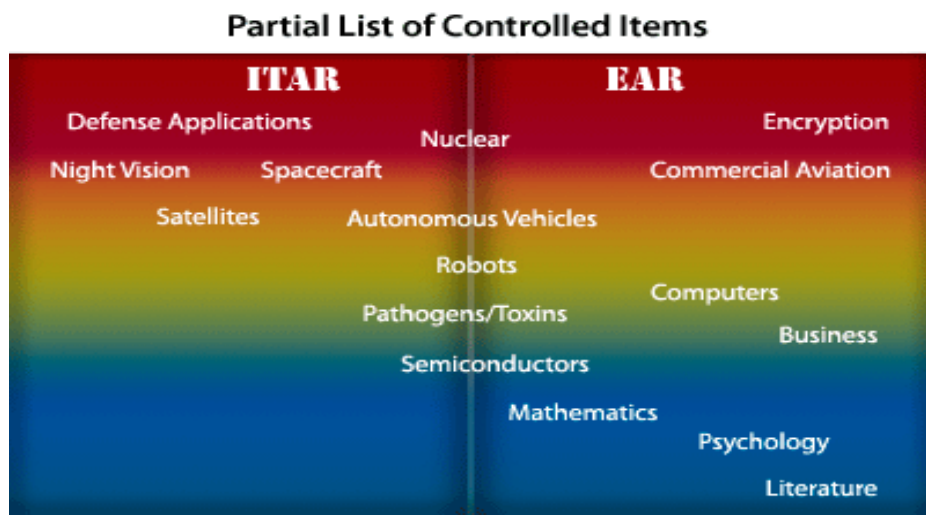 Partial List of Controlled Items
ITAR
EAR
Defense Applications
Nuclear
Encryption
Night Vision
Spacecraft
Commercial Aviation
Satellites
Autonomous Vehicles
Robots
Computers
Pathogens/Toxins
Business
Semiconductors
Mathematics
Psychology
Literature